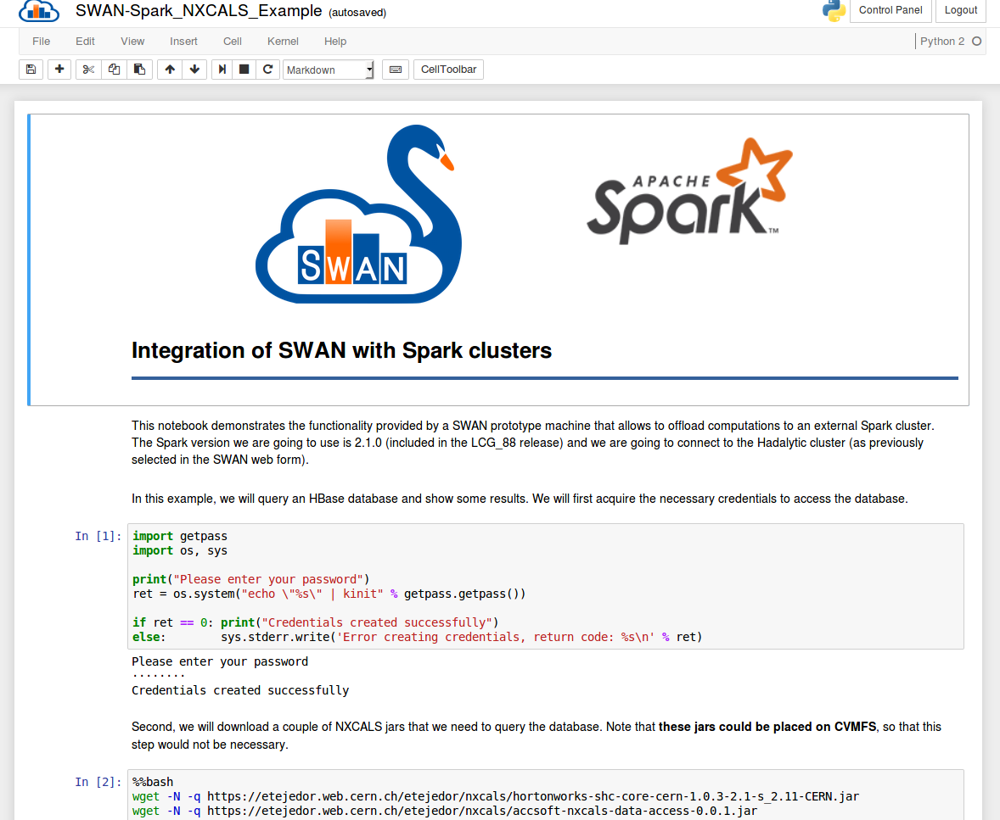 SWAN-Spark_NXCALS_Example (autosaved)
Control Panel
Logout
File Edit View Insert Cell Kernel Help
Python 2
Markdown
CellToolbar
SWAN
APACHE
Spark™
Integration of SWAN with Spark clusters
This notebook demonstrates the functionality provided by a SWAN prototype machine that allows to offload computations to an external Spark cluster.
The Spark version we are going to use is 2.1.0 (included in the LCG_88 release) and we are going to connect to the Hadalytic cluster (as previously
selected in the SWAN web form).
In this example, we will query an HBase database and show some results. We will first acquire the necessary credentials to access the database.
In [1]:
import getpass
import os, sys
print("Please enter your password")
ret = os.system("echo \"%s\" | kinit" % getpass.getpass())
if ret == 0: print("Credentials created successfully")
else:        sys.stderr.write('Error creating credentials, return code: %s\n' % ret)
Please enter your password
········
Credentials created successfully
Second, we will download a couple of NXCALS jars that we need to query the database. Note that these jars could be placed on CVMFS, so that this
step would not be necessary.
In [2]:
%%bash
wget -N -q https://etejedor.web.cern.ch/etejedor/nxcals/hortonworks-shc-core-cern-1.0.3-2.1-s_2.11-CERN.jar
wget -N -q https://etejedor.web.cern.ch/etejedor/nxcals/accsoft-nxcals-data-access-0.0.1.jar